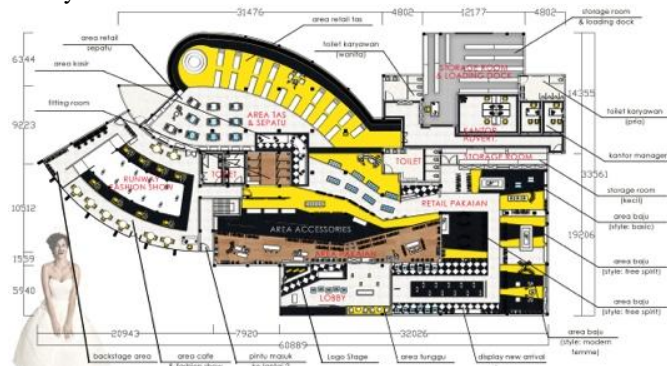 31476
4802
12177
4802
area retail tas
storage room
& loading dock
area retail
sepatu
toilet karyawan
(wanita)
area kasir
fitting room
6344
9223
10512
1559
5940
STORAGE ROOM
& LOADING DOCK
14355
toilet karyawan
(pria)
AREA TAS
& SEPATU
KANTOR
ADVERT.
kantor manager
TOILET
TOILET
STORAGE ROOM
33561
storage room
(kecil)
RUNWAY
FASHION SHOW
RETAIL PAKAIAN
area baju
(style: basic)
AREA ACCESSORIES
19206
AREA PAKAIAN
area baju
(style: free spirit)
LOBBY
area baju
(style: free spirit)
20943
7920
32026
60889
area baju
(style: modern
femme)
backstage area
area cafe
& fashion show
pintu masuk
Logo Stage
area tunggu
display new arrival